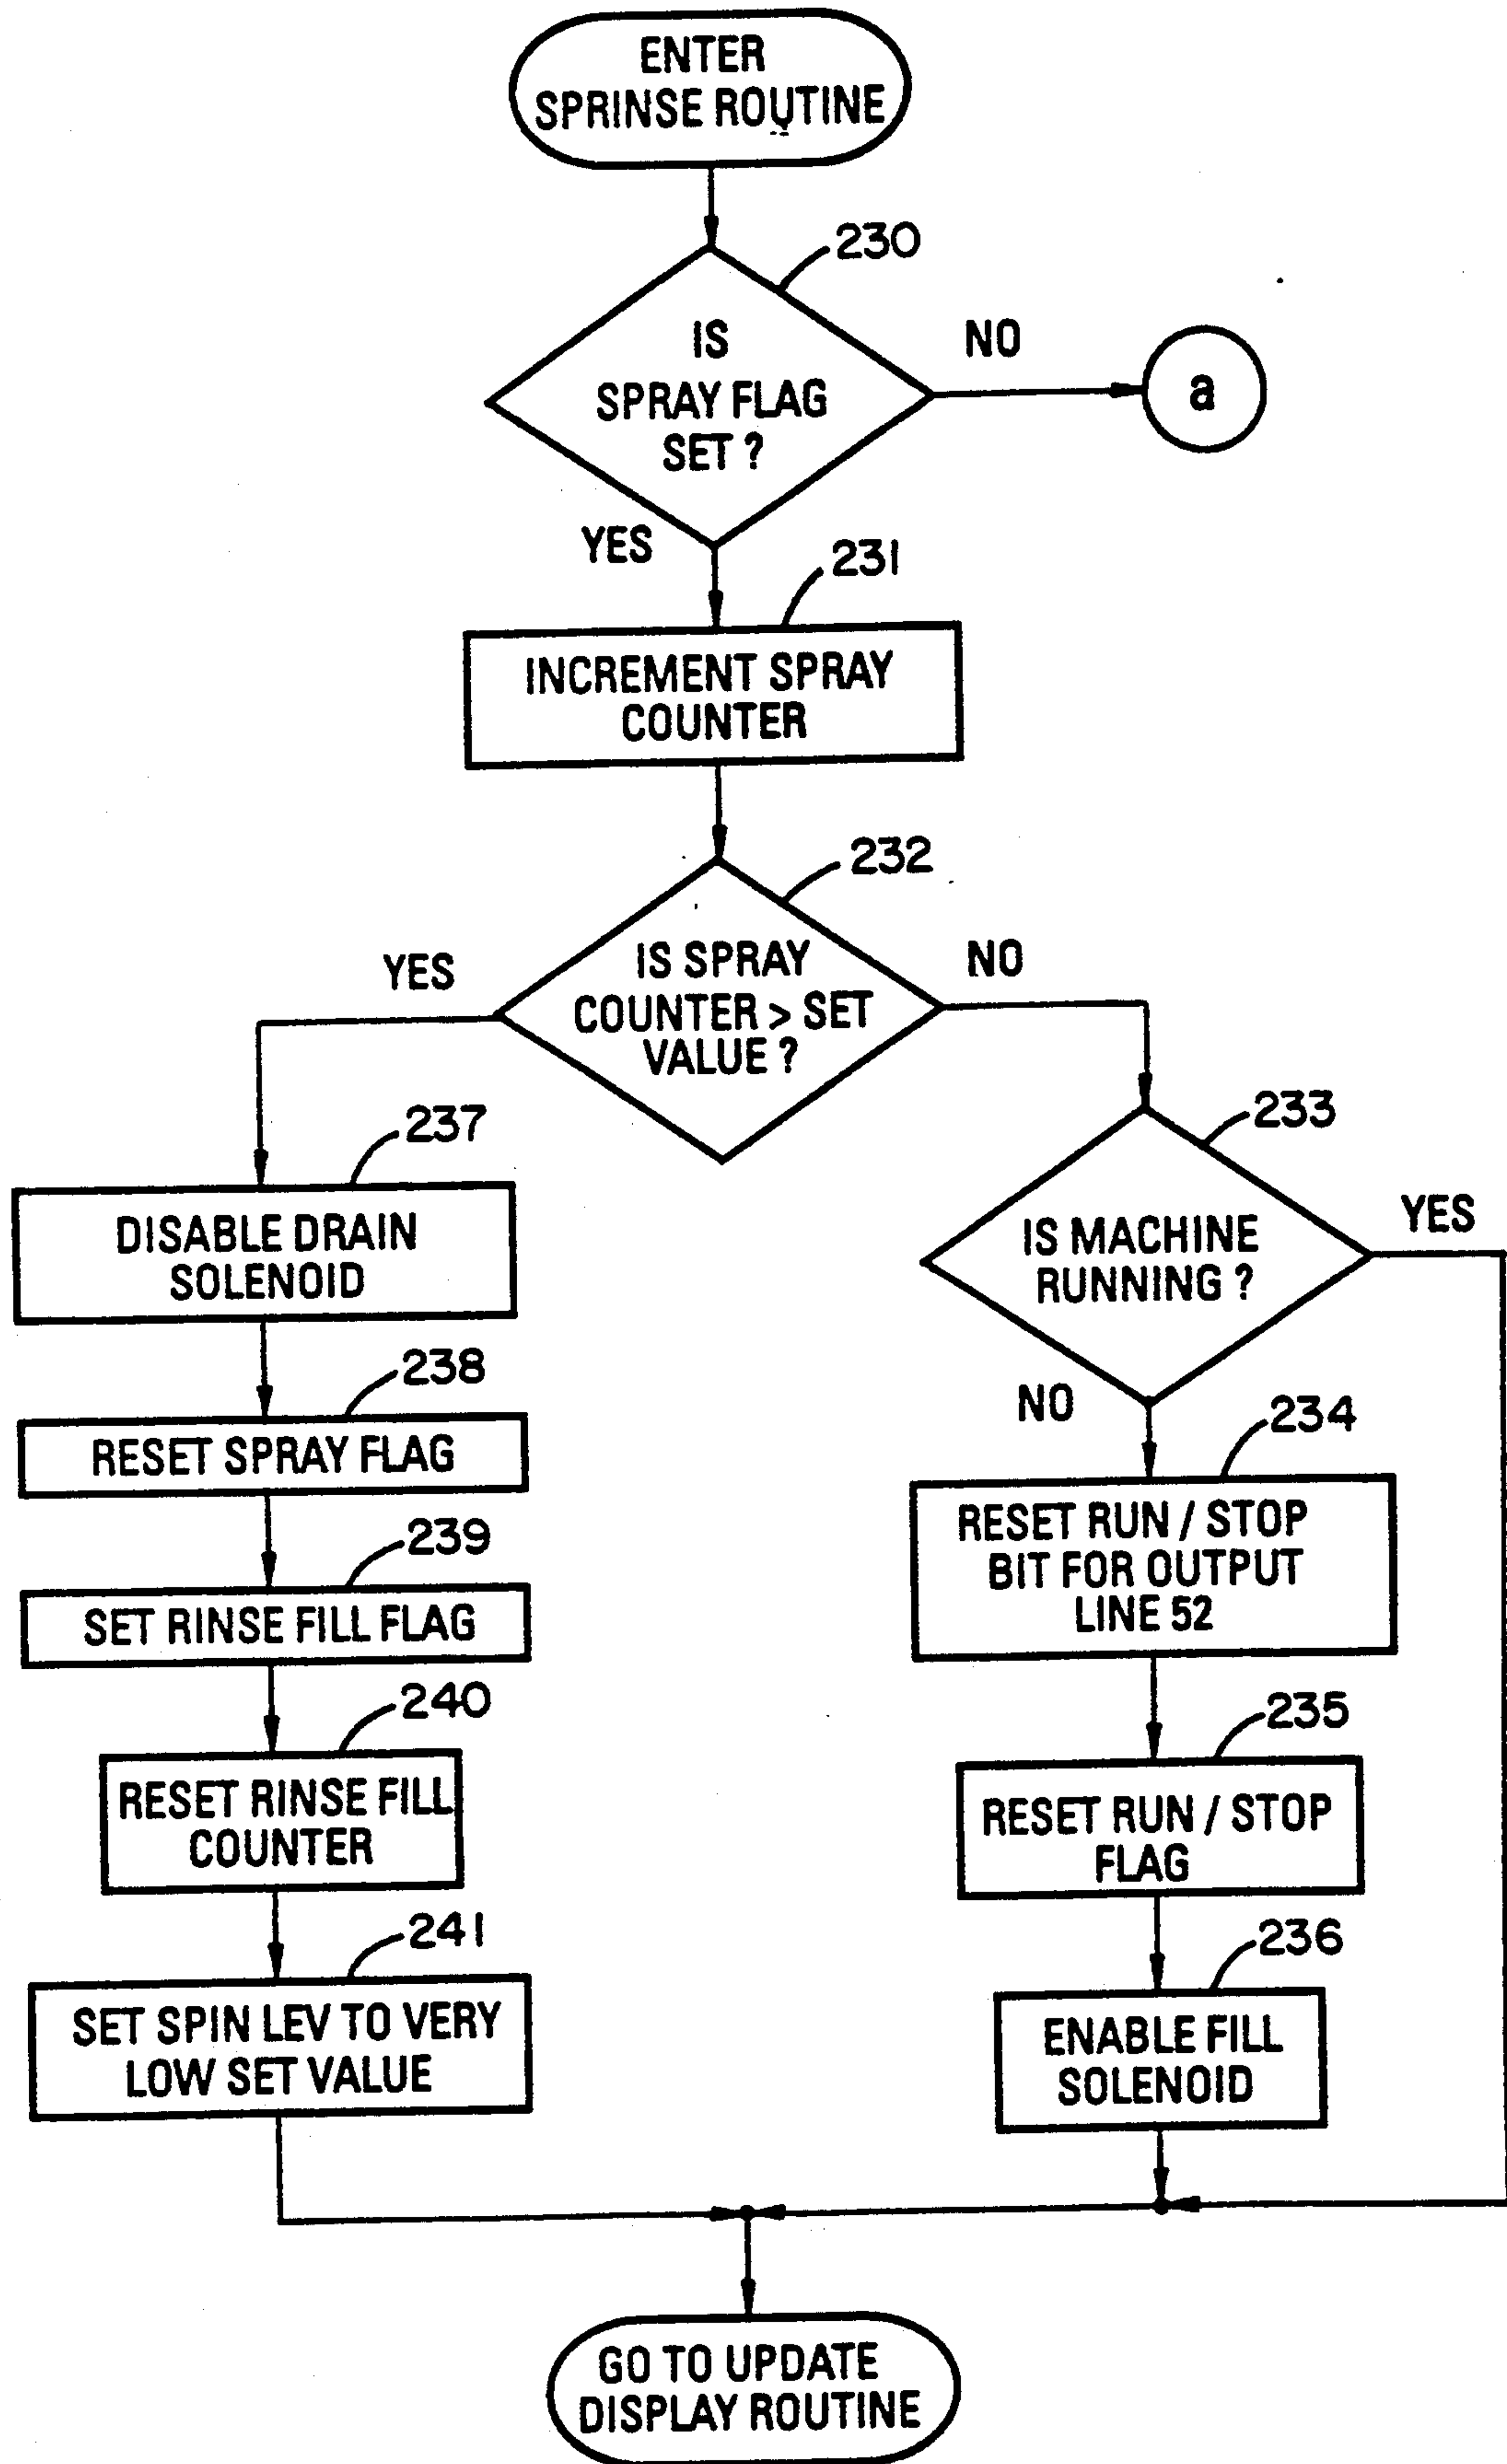 ENTER
SPRINSE ROUTINE
230
IS
SPRAY FLAG
SET ?
NO
a
YES
231
INCREMENT SPRAY
COUNTER
232
YES
IS SPRAY
COUNTER > SET
VALUE ?
NO
237
DISABLE DRAIN
SOLENOID
238
RESET SPRAY FLAG
239
SET RINSE FILL FLAG
240
RESET RINSE FILL
COUNTER
241
SET SPIN LEV TO VERY
LOW SET VALUE
233
IS MACHINE
RUNNING ?
YES
NO
234
RESET RUN / STOP
BIT FOR OUTPUT
LINE 52
235
RESET RUN / STOP
FLAG
236
ENABLE FILL
SOLENOID
GO TO UPDATE
DISPLAY ROUTINE